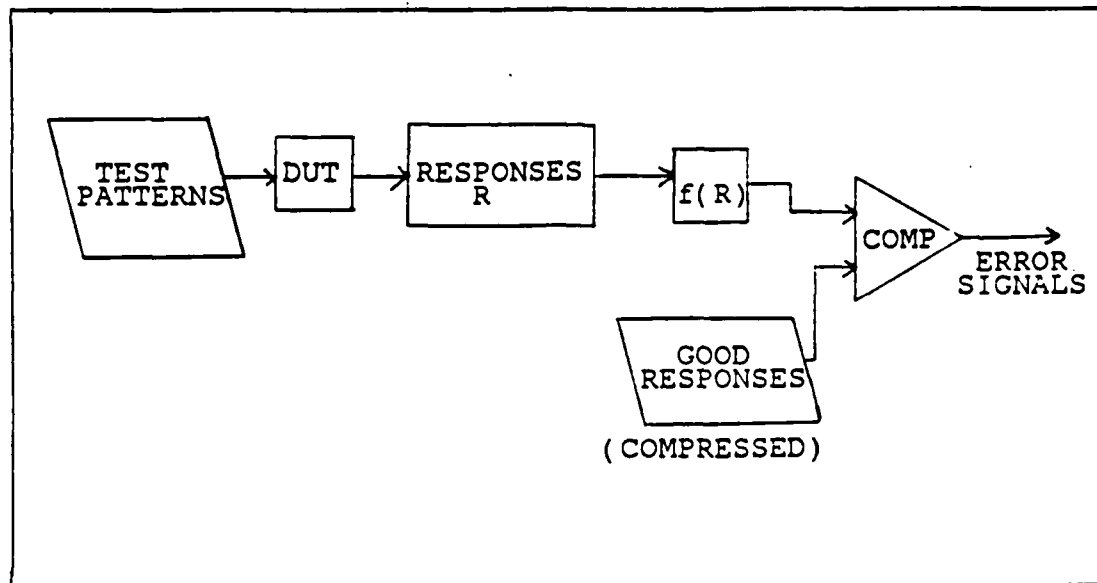 TEST
PATTERNS
DUT
RESPONSES
R
f(R)
COMP
ERROR
SIGNALS
GOOD
RESPONSES
(COMPRESSED)